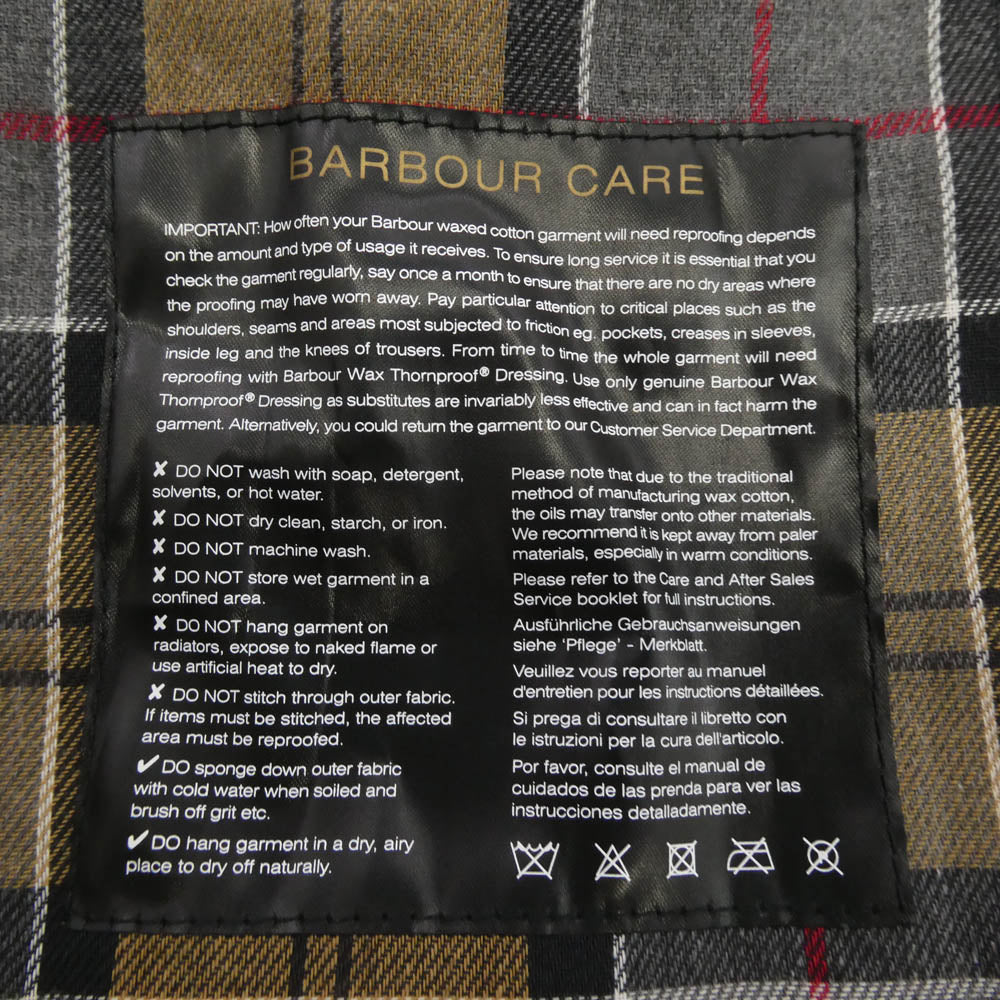 BARBOUR CARE
IMPORTANT: How often your Barbour waxed cotton garment will need reproofing depends
on the amount and type of usage it receives. To ensure long service it is essential that you
check the garment regularly, say once a month to ensure that there are no dry areas where
the proofing may have worn away. Pay particular attention to critical places such as the
shoulders, seams and areas most subjected to friction eg. pockets, creases in sleeves,
inside leg and the knees of trousers. From time to time the whole garment will need
reproofing with Barbour Wax Thornproof® Dressing. Use only genuine Barbour Wax
Thornproof® Dressing as substitutes are invariably less effective and can in fact harm the
garment. Alternatively, you could return the garment to our Customer Service Department.
✘ DO NOT wash with soap, detergent,
solvents, or hot water.
✘ DO NOT dry clean, starch, or iron.
✘ DO NOT machine wash.
✘ DO NOT store wet garment in a
confined area.
✘ DO NOT hang garment on
radiators, expose to naked flame or
use artificial heat to dry.
✘ DO NOT stitch through outer fabric.
If items must be stitched, the affected
area must be reproofed.
✔ DO sponge down outer fabric
with cold water when soiled and
brush off grit etc.
✔ DO hang garment in a dry, airy
place to dry off naturally.
Please note that due to the traditional
method of manufacturing wax cotton,
the oils may transfer onto other materials.
We recommend it is kept away from paler
materials, especially in warm conditions.
Please refer to the Care and After Sales
Service booklet for full instructions.
Ausführliche Gebrauchsanweisungen
siehe 'Pflege' - Merkblatt.
Veuillez vous reporter au manuel
d'entretien pour les instructions détaillées.
Si prega di consultare il libretto con
le istruzioni per la cura dell'articolo.
Por favor, consulte el manual de
cuidados de las prenda para ver las
instrucciones detalladamente.